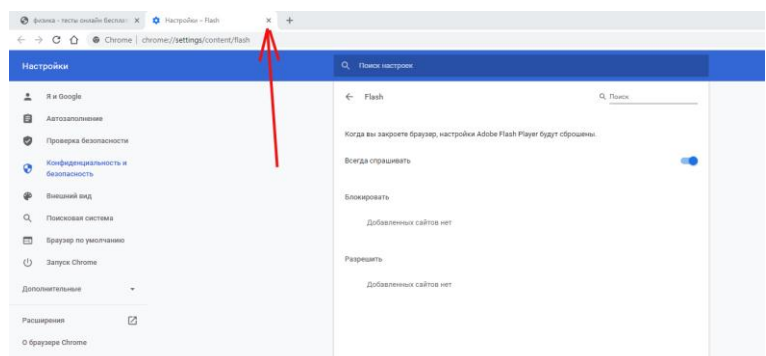 физика - тесты онлайн бесплат
Настройки – Flash
Chrome | chrome://settings/content/flash
Настройки
Поиск настроек
Я и Google
Автозаполнение
Проверка безопасности
Конфиденциальность и
безопасность
Внешний вид
Поисковая система
Браузер по умолчанию
Запуск Chrome
Дополнительные
Расширения
О браузере Chrome
Flash
Поиск
Когда вы закроете браузер, настройки Adobe Flash Player будут сброшены.
Всегда спрашивать
Блокировать
Добавленных сайтов нет
Разрешить
Добавленных сайтов нет